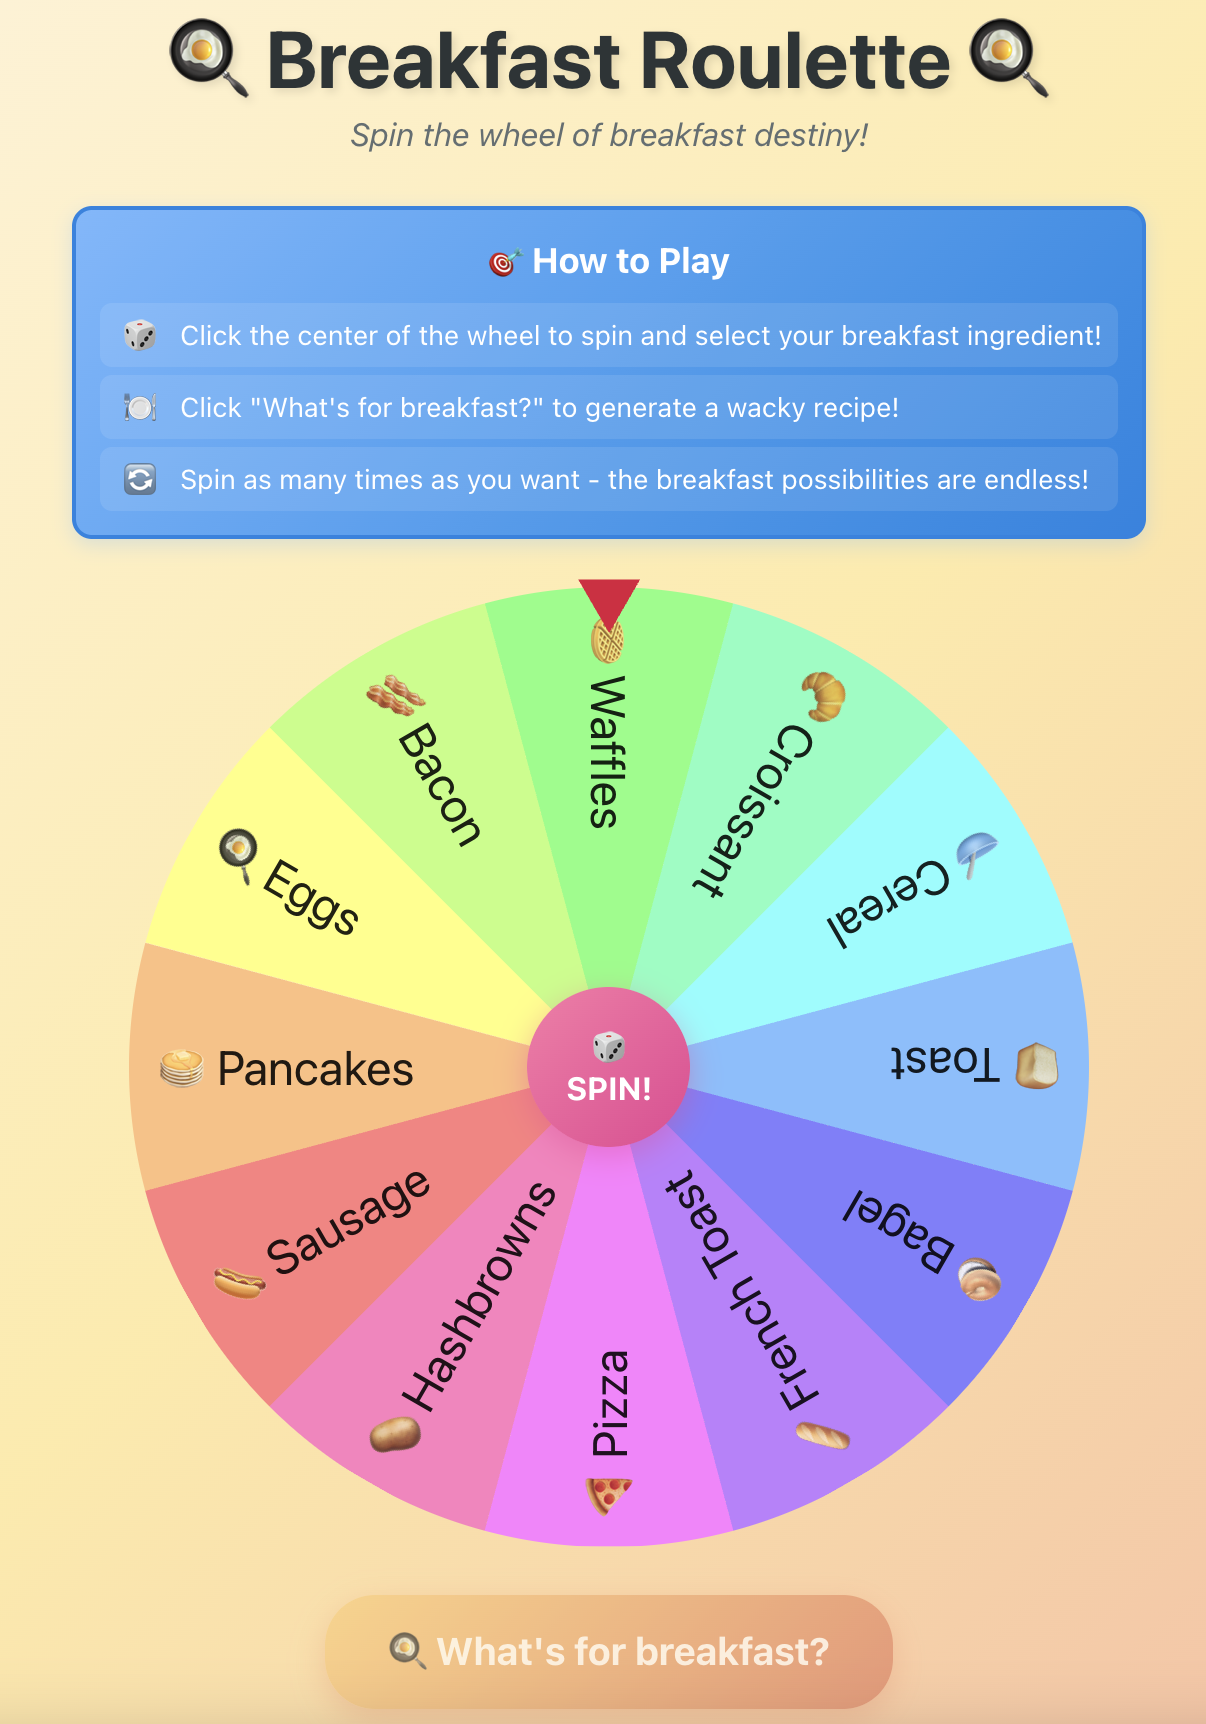 Breakfast Roulette
Spin the wheel of breakfast destiny!
How to Play
Click the center of the wheel to spin and select your breakfast ingredient!
Click "What's for breakfast?" to generate a wacky recipe!
Spin as many times as you want - the breakfast possibilities are endless!
Waffles
Croissant
Cereal
Toast
Bagel
French Toast
Pizza
Hashbrowns
Sausage
Pancakes
Eggs
Bacon
SPIN!
What's for breakfast?